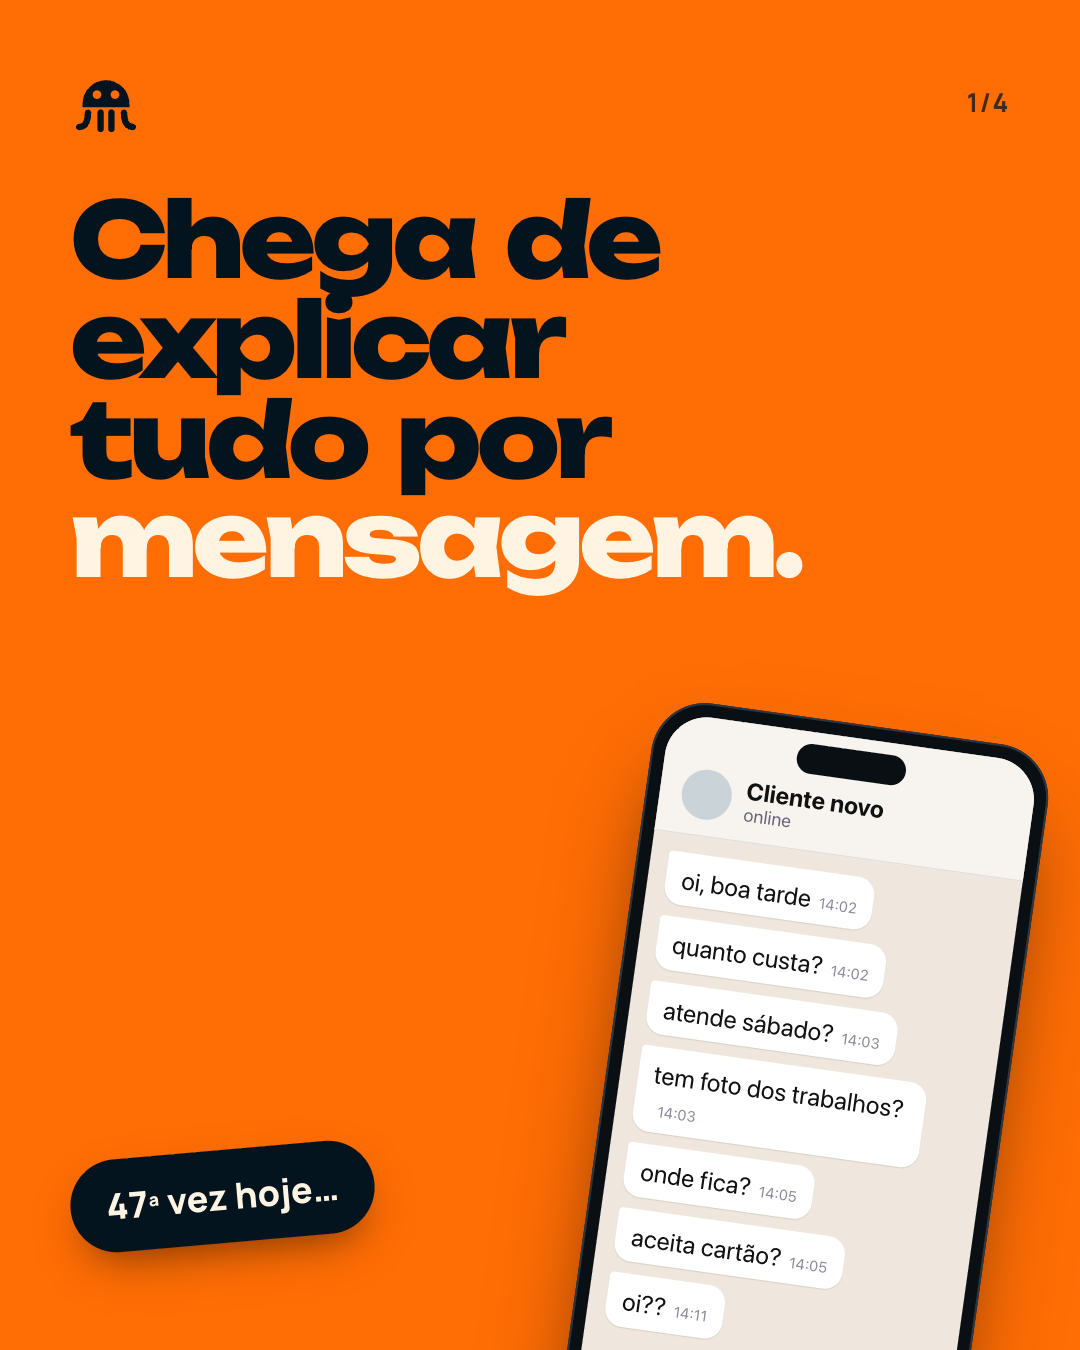 1/4
Chega de
explicar
tudo por
mensagem.
Cliente novo
online
oi, boa tarde 14:02
quanto custa? 14:02
atende sábado? 14:03
tem foto dos trabalhos?
14:03
onde fica? 14:05
aceita cartão? 14:05
oi?? 14:11
47ª vez hoje...